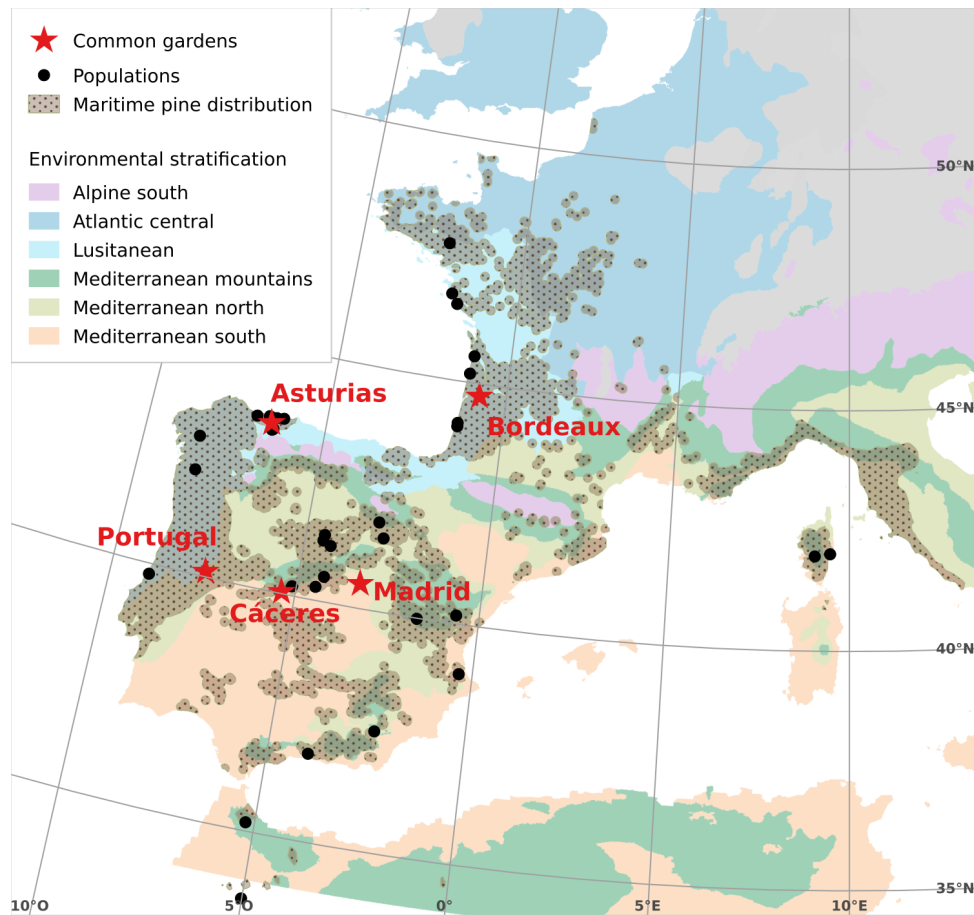 Common gardens
Populations
Maritime pine distribution
Environmental stratification
Alpine south
Atlantic central
Lusitanean
Mediterranean mountains
Mediterranean north
Mediterranean south
50°N
Asturias
45°N
Bordeaux
Portugal
Madrid
Cáceres
40°N
35°N
10°O 5°O 0° 5°E 10°E